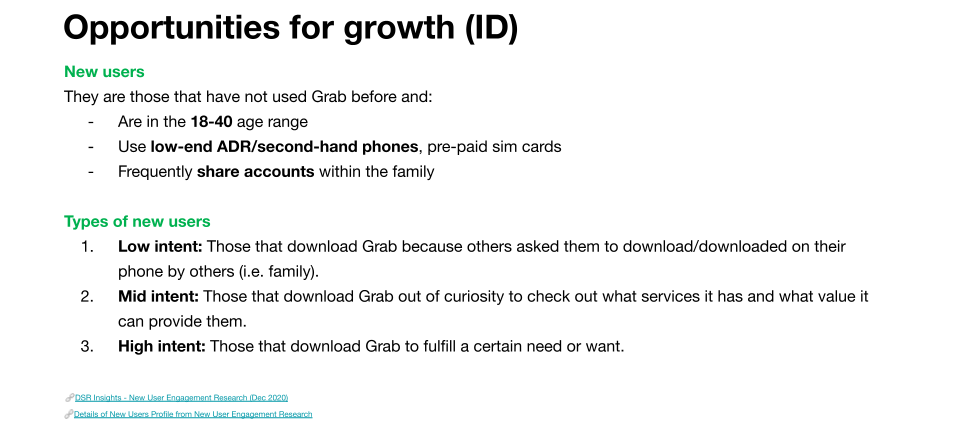 Opportunities for growth (ID)
New users
They are those that have not used Grab before and:
- Are in the 18-40 age range
- Use low-end ADR/second-hand phones, pre-paid sim cards
- Frequently share accounts within the family
Types of new users
1. Low intent: Those that download Grab because others asked them to download/downloaded on their
phone by others (i.e. family).
2. Mid intent: Those that download Grab out of curiosity to check out what services it has and what value it
can provide them.
3. High intent: Those that download Grab to fulfill a certain need or want.
DSR Insights - New User Engagement Research (Dec 2020)
Details of New Users Profile from New User Engagement Research